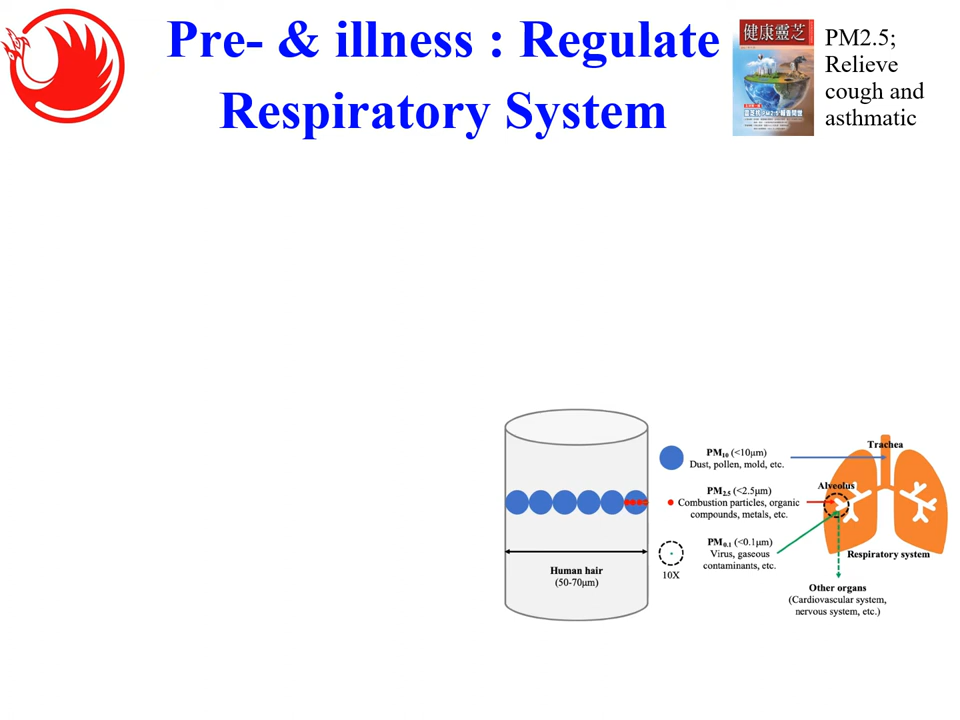 Pre- & illness : Regulate
Respiratory System
健康靈芝
PM2.5;
Relieve
cough and
asthmatic
Human hair
(50-70μm)
PM10 (<10μm)
Dust, pollen, mold, etc.
PM2.5 (<2.5μm)
Combustion particles, organic
compounds, metals, etc.
PM0.1 (<0.1μm)
Virus, gaseous
contaminants, etc.
10X
Trachea
Alveolus
Respiratory system
Other organs
(Cardiovascular system,
nervous system, etc.)